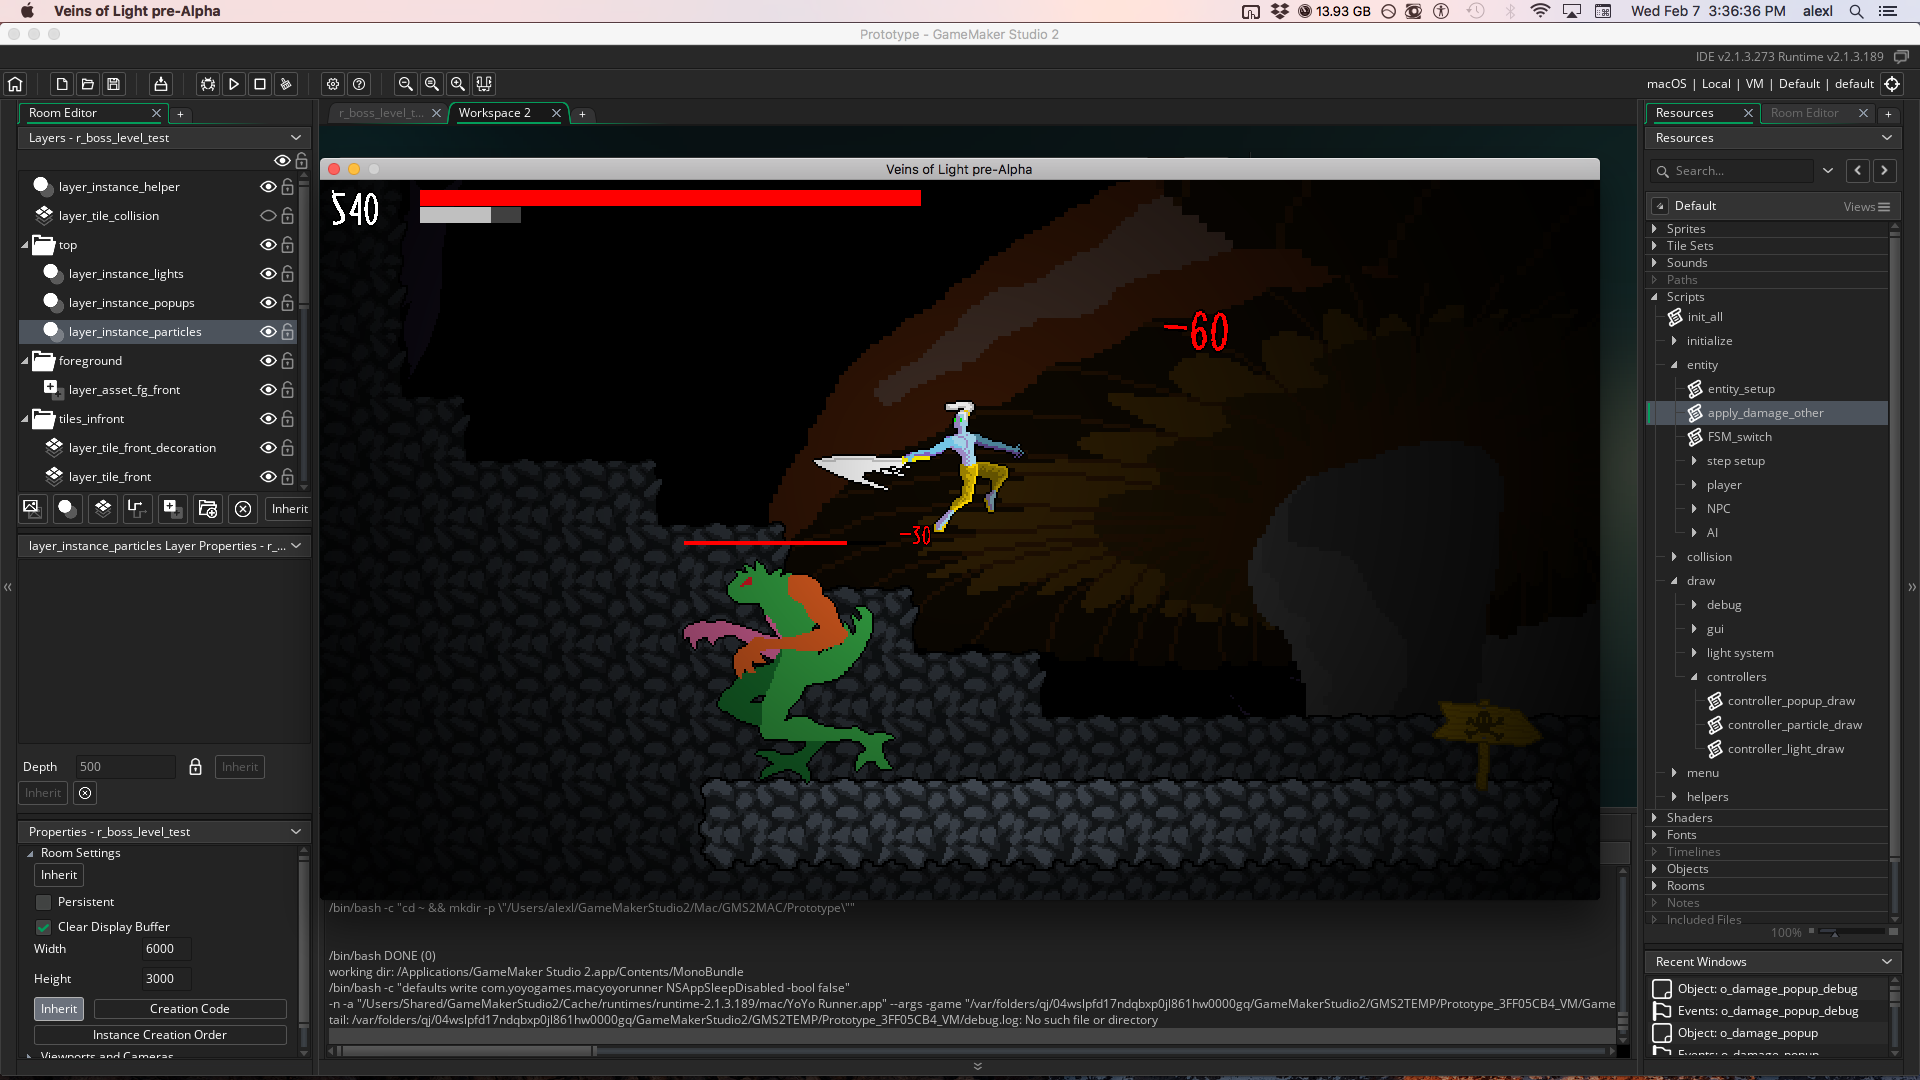 Veins of Light pre-Alpha
13.93 GB
Wed Feb 7 3:36:36 PM alexl
Prototype - GameMaker Studio 2
IDE v2.1.3.273 Runtime v2.1.3.189
macOS | Local | VM | Default | default
Room Editor
r_boss_level_t...
Workspace 2
Resources
Room Editor
Layers - r_boss_level_test
Resources
Veins of Light pre-Alpha
Search...
layer_instance_helper
layer_tile_collision
top
layer_instance_lights
layer_instance_popups
layer_instance_particles
foreground
layer_asset_fg_front
tiles_infront
layer_tile_front_decoration
layer_tile_front
Inherit
540
-60
-30
Default
Views
Sprites
Tile Sets
Sounds
Paths
Scripts
init_all
initialize
entity
entity_setup
apply_damage_other
FSM_switch
step setup
player
NPC
AI
collision
draw
debug
gui
light system
controllers
controller_popup_draw
controller_particle_draw
controller_light_draw
menu
helpers
Shaders
Fonts
Timelines
Objects
Rooms
Notes
Included Files
100%
layer_instance_particles Layer Properties - r_...
Depth
500
Inherit
Inherit
Properties - r_boss_level_test
Room Settings
Inherit
Persistent
Clear Display Buffer
Width
6000
Height
3000
Inherit
Creation Code
Instance Creation Order
Viewports and Cameras
/bin/bash -c "cd ~ && mkdir -p \"/Users/alexl/GameMakerStudio2/Mac/GMS2MAC/Prototype\""
/bin/bash DONE (0)
working dir: /Applications/GameMaker Studio 2.app/Contents/MonoBundle
/bin/bash -c "defaults write com.yoyogames.macyoyorunner NSAppSleepDisabled -bool false"
-n -a "/Users/Shared/GameMakerStudio2/Cache/runtimes/runtime-2.1.3.189/mac/YoYo Runner.app" --args -game "/var/folders/qj/04wslpfd17ndqbxp0jl861hw0000gq/GameMakerStudio2/GMS2TEMP/Prototype_3FF05CB4_VM/Game
tail: /var/folders/qj/04wslpfd17ndqbxp0jl861hw0000gq/GameMakerStudio2/GMS2TEMP/Prototype_3FF05CB4_VM/debug.log: No such file or directory
Recent Windows
Object: o_damage_popup_debug
Events: o_damage_popup_debug
Object: o_damage_popup
Events: o_damage_popup